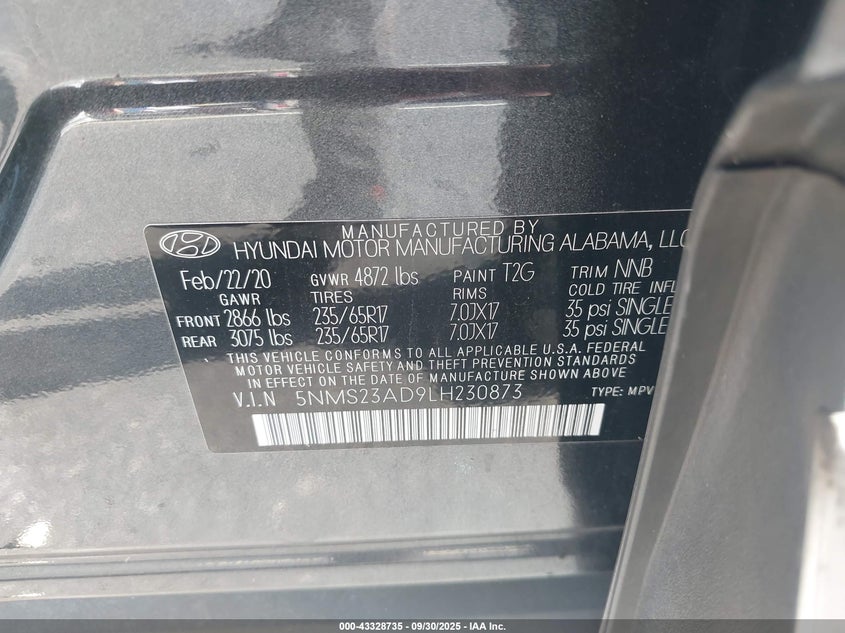 MANUFACTURED BY
HYUNDAI MOTOR MANUFACTURING ALABAMA, LLC
Feb/22/20 GVWR 4872 lbs PAINT T2G TRIM NNB
GAWR TIRES RIMS COLD TIRE INFL
FRONT 2866 lbs 235/65R17 7.0JX17 35 psi SINGLE
REAR 3075 lbs 235/65R17 7.0JX17 35 psi SINGLE
THIS VEHICLE CONFORMS TO ALL APPLICABLE U.S.A. FEDERAL
MOTOR VEHICLE SAFETY AND THEFT PREVENTION STANDARDS
IN EFFECT ON THE DATE OF MANUFACTURE SHOWN ABOVE
V.I.N 5NMS23AD9LH230873 TYPE: MPV
000-43328735 - 09/30/2025 - IAA Inc.